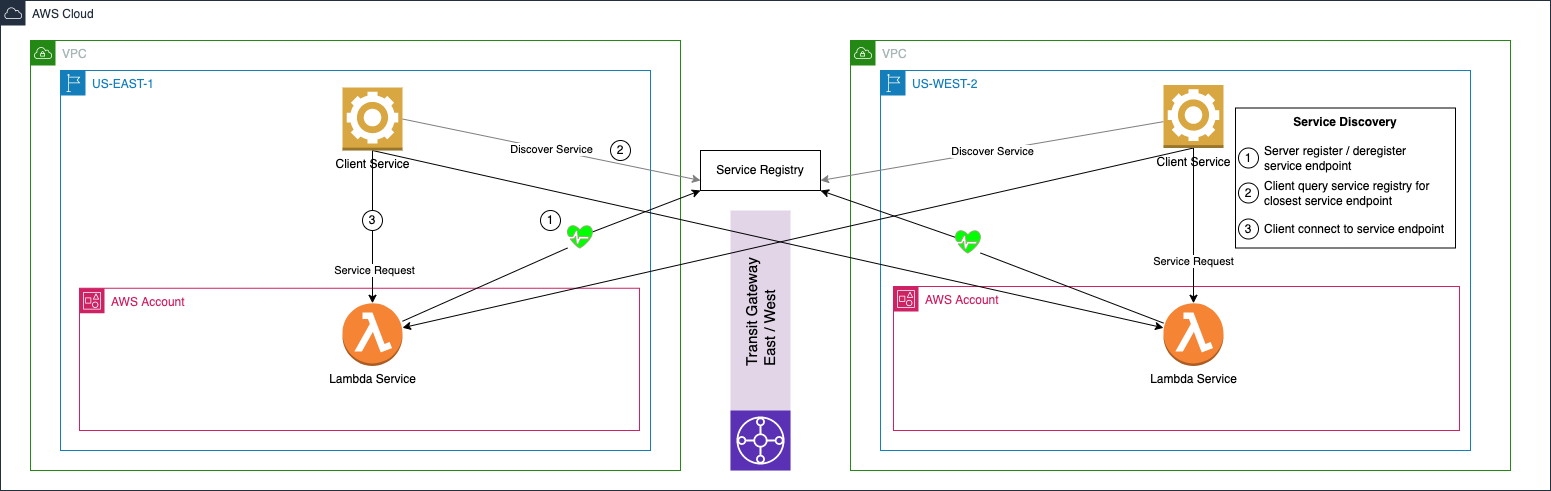 AWS Cloud
VPC
US-EAST-1
Client Service
Discover Service
2
3
1
Service Request
AWS Account
Lambda Service
Service Registry
Transit Gateway
East / West
VPC
US-WEST-2
Client Service
Discover Service
Service Request
AWS Account
Lambda Service
Service Discovery
1 Server register / deregister
service endpoint
2 Client query service registry for
closest service endpoint
3 Client connect to service endpoint